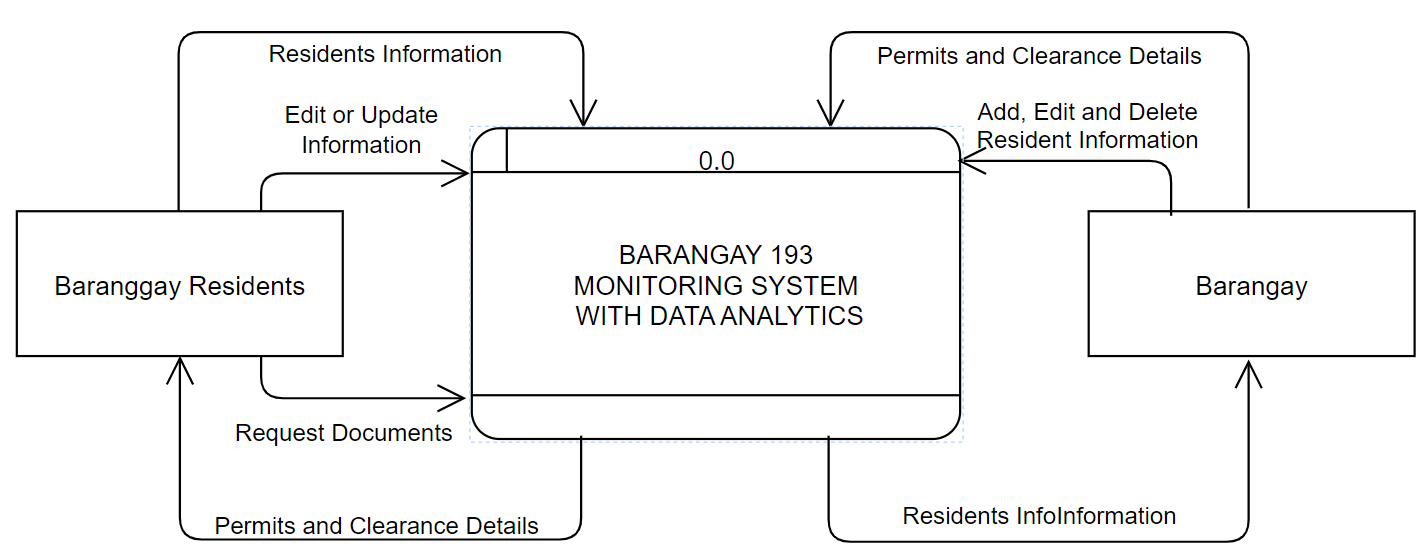 Residents Information
Permits and Clearance Details
Edit or Update
Information
Add, Edit and Delete
Resident Information
0.0
BARANGAY 193
MONITORING SYSTEM
WITH DATA ANALYTICS
Baranggay Residents
Barangay
Request Documents
Permits and Clearance Details
Residents InfoInformation